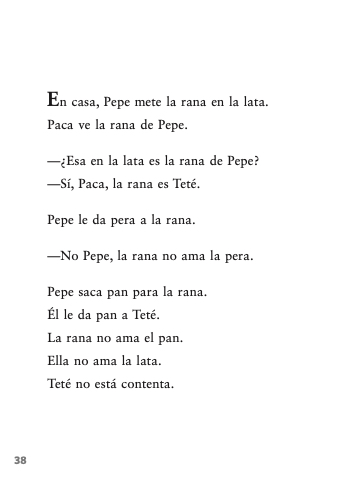 En casa, Pepe mete la rana en la lata.
Paca ve la rana de Pepe.
—¿Esa en la lata es la rana de Pepe?
—Sí, Paca, la rana es Teté.
Pepe le da pera a la rana.
—No Pepe, la rana no ama la pera.
Pepe saca pan para la rana.
Él le da pan a Teté.
La rana no ama el pan.
Ella no ama la lata.
Teté no está contenta.
38